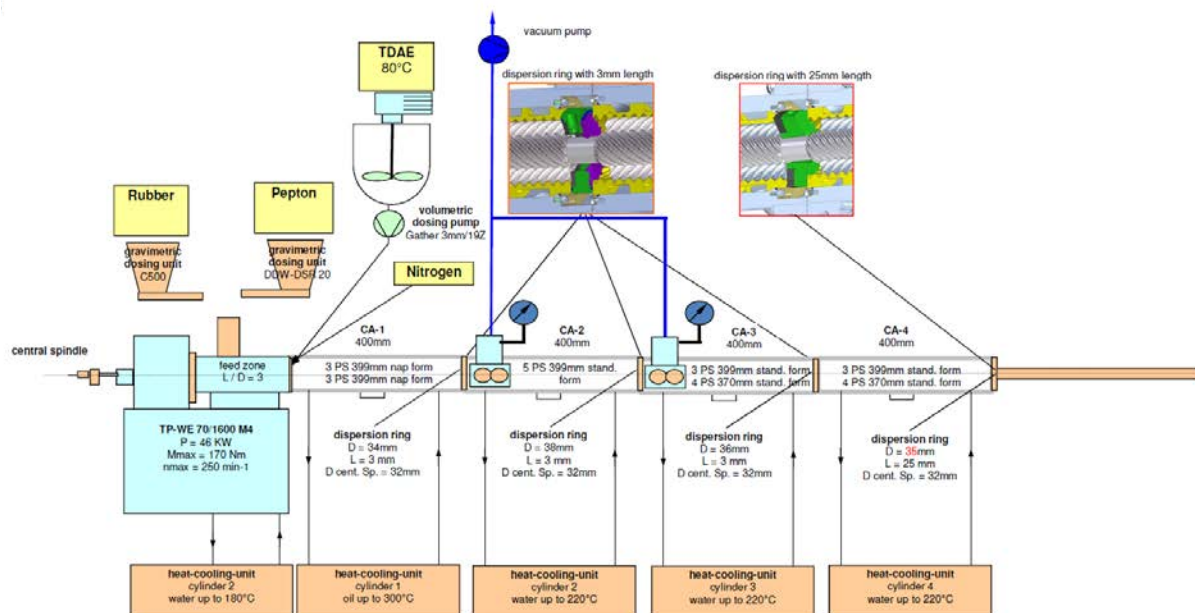 vacuum pump
TDAE
80°C
dispersion ring with 3mm length
dispersion ring with 25mm length
Rubber
Pepton
volumetric
dosing pump
Gather 3mm/19Z
gravimetric
dosing unit
C500
gravimetric
dosing unit
DDW-DSR 20
Nitrogen
central spindle
feed zone
L / D = 3
CA-1
400mm
CA-2
400mm
CA-3
400mm
CA-4
400mm
3 PS 399mm nap form
3 PS 399mm nap form
5 PS 399mm stand.
form
3 PS 399mm stand. form
4 PS 370mm stand. form
3 PS 399mm stand. form
4 PS 370mm stand. form
TP-WE 70/1600 M4
P = 46 KW
Mmax = 170 Nm
nmax = 250 min-1
dispersion ring
D = 34mm
L = 3 mm
D cent. Sp. = 32mm
dispersion ring
D = 38mm
L = 3 mm
D cent. Sp. = 32mm
dispersion ring
D = 36mm
L = 3 mm
D cent. Sp. = 32mm
dispersion ring
D = 35mm
L = 25 mm
D cent. Sp. = 32mm
heat-cooling-unit
cylinder 2
water up to 180°C
heat-cooling-unit
cylinder 1
oil up to 300°C
heat-cooling-unit
cylinder 2
water up to 220°C
heat-cooling-unit
cylinder 3
water up to 220°C
heat-cooling-unit
cylinder 4
water up to 220°C